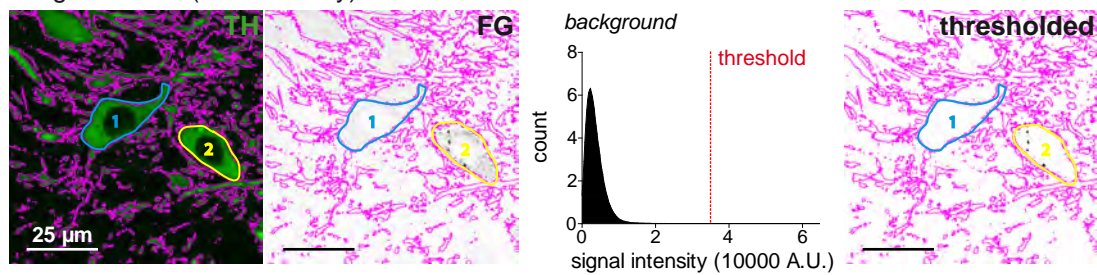 TH
1
2
25 µm
FG
1
2
background
8
threshold
6
count
4
2
0
0
2
4
6
signal intensity (10000 A.U.)
thresholded
1
2